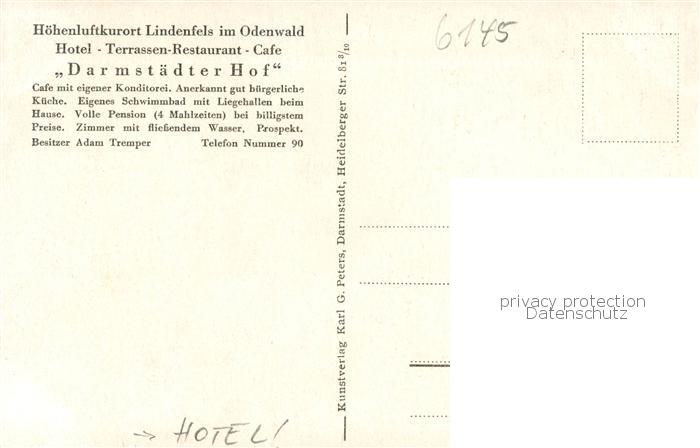 Höhenluftkurort Lindenfels im Odenwald
Hotel - Terrassen-Restaurant - Cafe
„Darmstädter Hof“
Cafe mit eigener Konditorei. Anerkannt gut bürgerliche
Küche. Eigenes Schwimmbad mit Liegehallen beim
Hause. Volle Pension (4 Mahlzeiten) bei billigstem
Preise. Zimmer mit fließendem Wasser. Prospekt.
Besitzer Adam Tremper Telefon Nummer 90
Kunstverlag Karl G. Peters, Darmstadt, Heidelberger Str. 81 3/10
6145
privacy protection
Datenschutz
→ HOTEL!